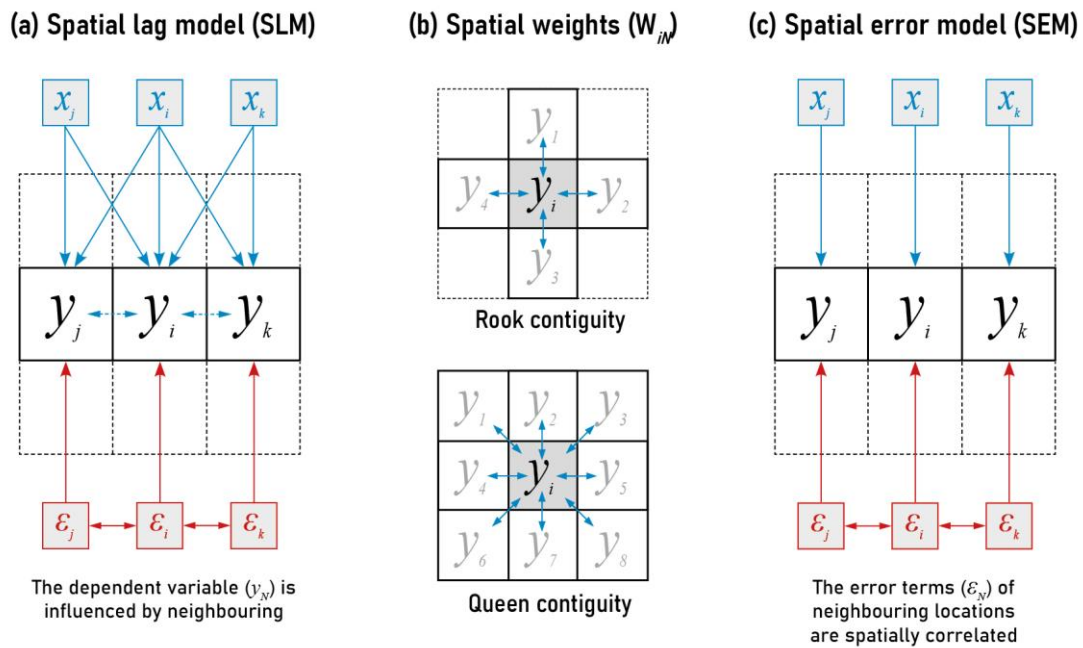 (a) Spatial lag model (SLM)
x_j x_i x_k
y_j y_i y_k
ε_j ε_i ε_k
The dependent variable (y_N) is
influenced by neighbouring
(b) Spatial weights (W_iN)
y_1
y_4 y_i y_2
y_3
Rook contiguity
y_1 y_2 y_3
y_4 y_i y_5
y_6 y_7 y_8
Queen contiguity
(c) Spatial error model (SEM)
x_j x_i x_k
y_j y_i y_k
ε_j ε_i ε_k
The error terms (ε_N) of
neighbouring locations
are spatially correlated